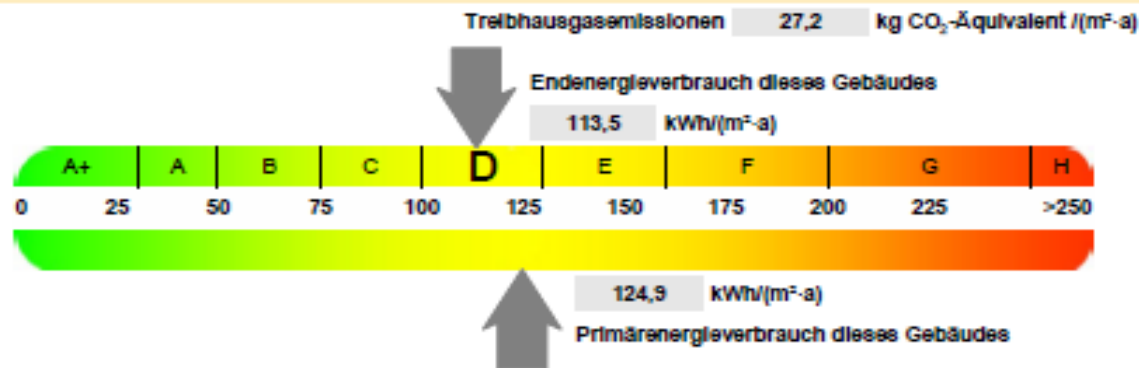 Treibhausgasemissionen 27,2 kg CO₂-Äquivalent /(m²·a)
Endenergieverbrauch dieses Gebäudes
113,5 kWh/(m²·a)
A+ A B C D E F G H
0 25 50 75 100 125 150 175 200 225 >250
124,9 kWh/(m²·a)
Primärenergieverbrauch dieses Gebäudes